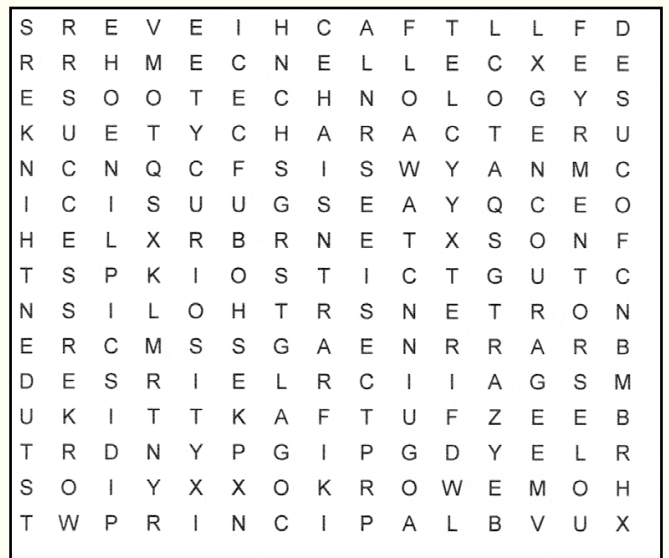 S R E V E I H C A F T L L F D
R R H M E C N E L L E C X E E
E S O O T E C H N O L O G Y S
K U E T Y C H A R A C T E R U
N C N Q C F S I S W Y A N M C
I C I S U U G S E A Y Q C E O
H E L X R B R N E T X S O N F
T S P K I O S T I C T G U T C
N S I L O H T R S N E T R O N
E R C M S S G A E N R R A R B
D E S R I E L R C I I A G S M
U K I T T K A F T U F Z E E B
T R D N Y P G I P G D Y E L R
S O I Y X X O K R O W E M O H
T W P R I N C I P A L B V U X